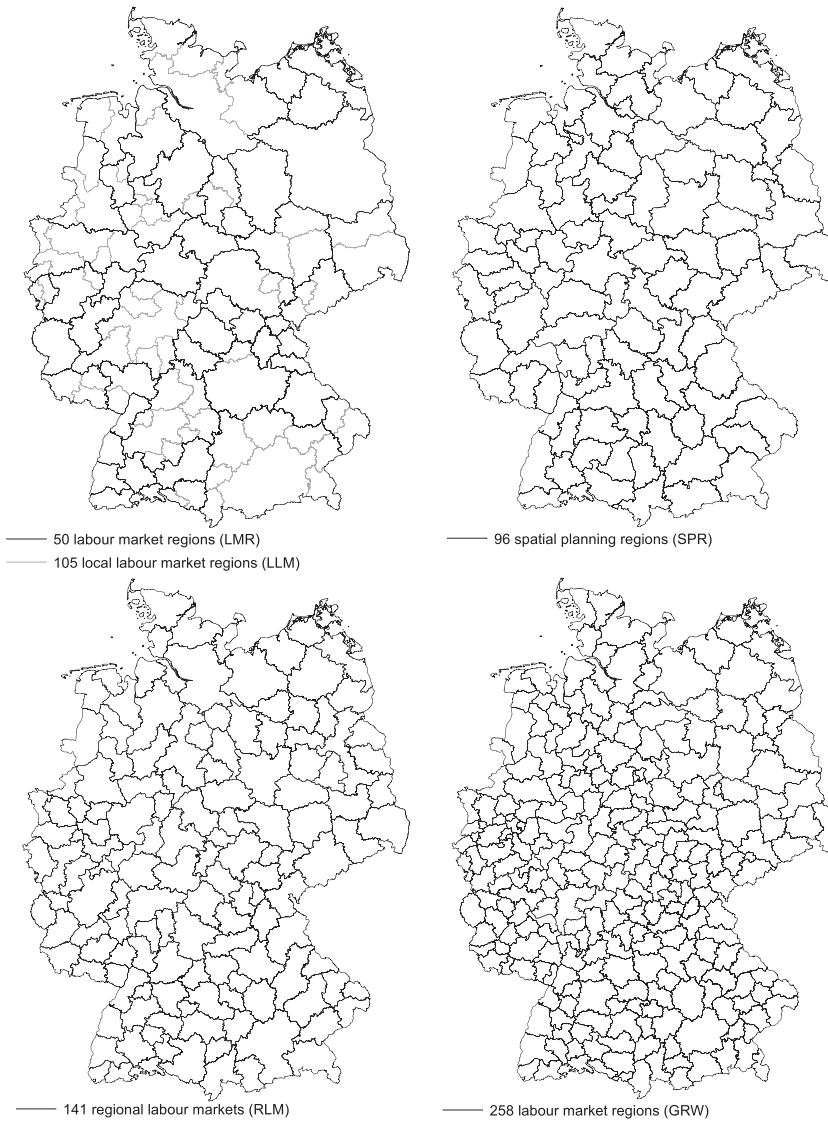 50 labour market regions (LMR)
105 local labour market regions (LLM)
96 spatial planning regions (SPR)
141 regional labour markets (RLM)
258 labour market regions (GRW)